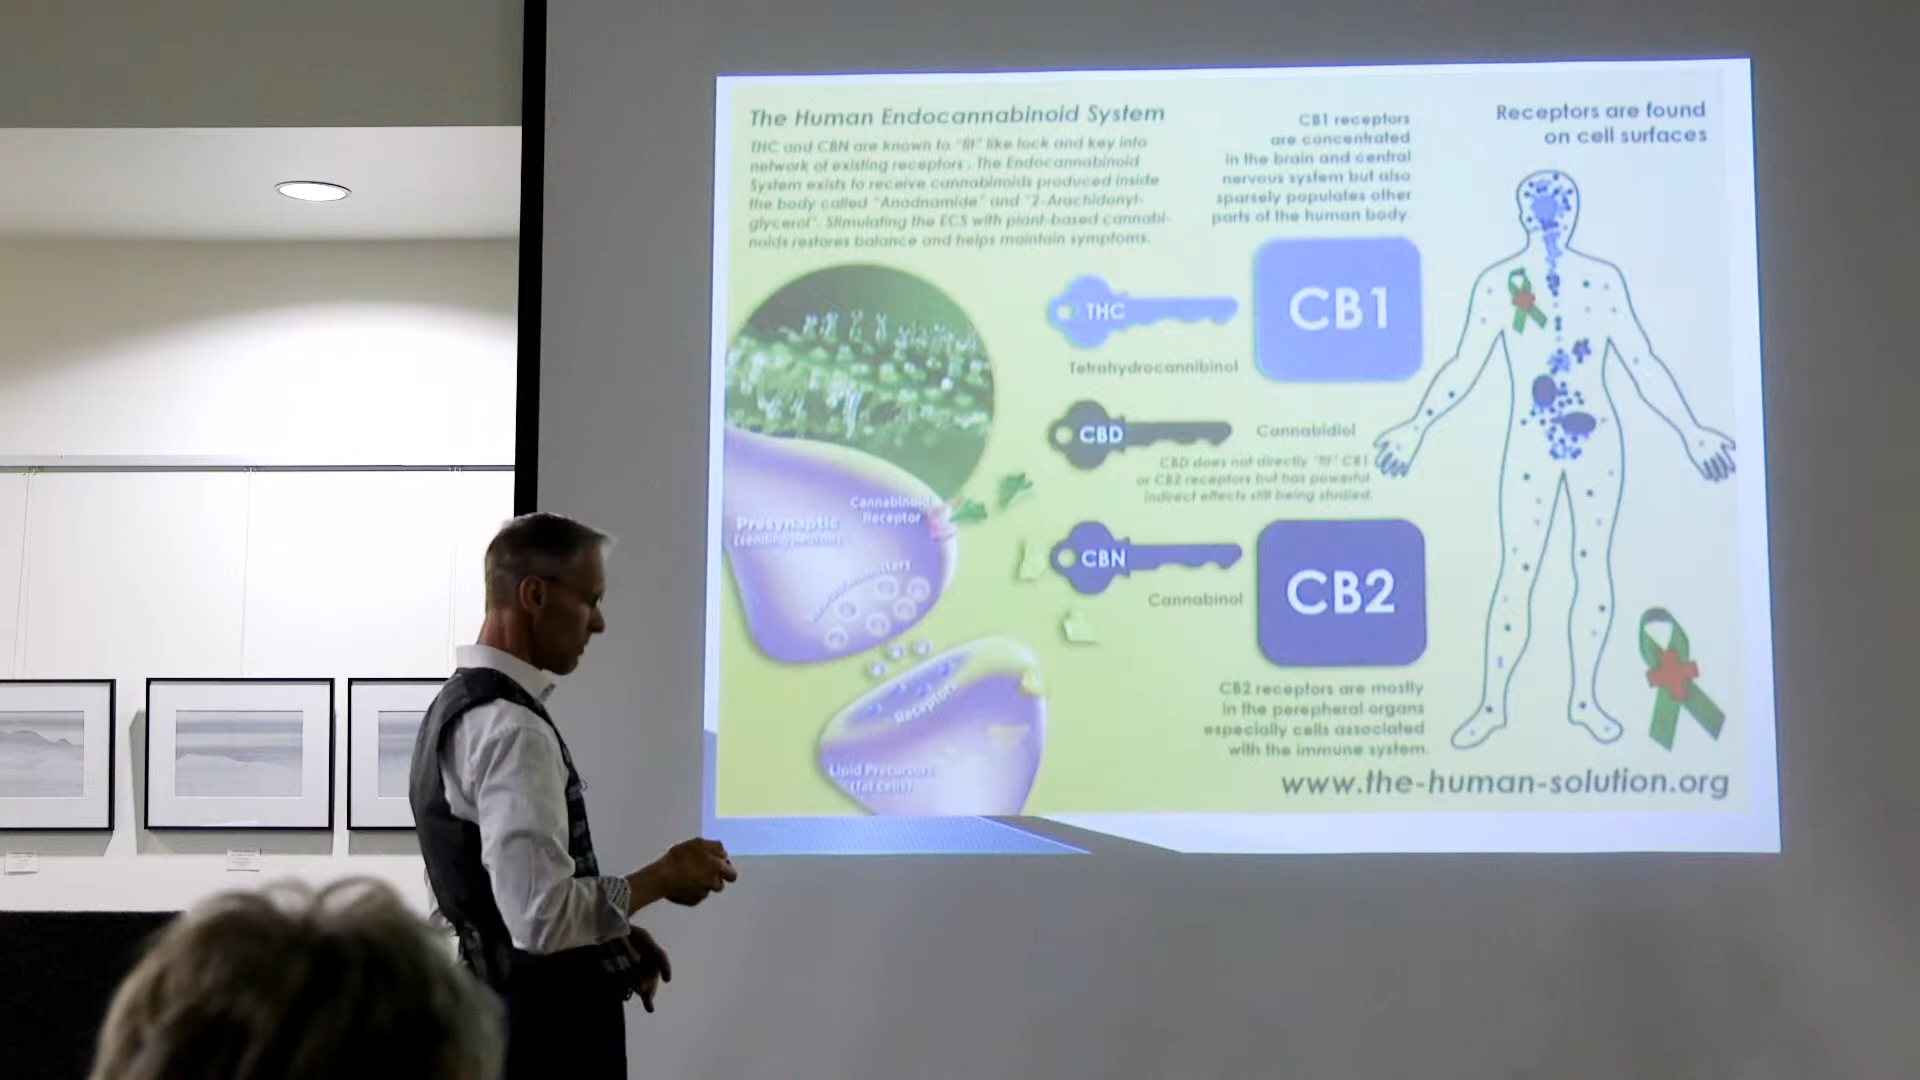 The Human Endocannabinoid System
THC and CBN are known to "fit" like lock and key into
network of existing receptors . The Endocannabinoid
System exists to receive cannabinoids produced inside
the body called "Anadnamide" and "2-Arachidonyl-
glycerol". Stimulating the ECS with plant-based cannabi-
noids restores balance and helps maintain symptoms.
CB1 receptors
are concentrated
in the brain and central
nervous system but also
sparsely populates other
parts of the human body.
Receptors are found
on cell surfaces
THC
Tetrahydrocannibinol
CB1
CBD
Cannabidiol
CBD does not directly "fit" CB1
or CB2 receptors but has powerful
indirect effects still being studied.
Cannabinoid
Receptor
Presynaptic
(sending neuron)
CBN
Cannabinol
CB2
Receptors
Lipid Precursors
(fat cells)
CB2 receptors are mostly
in the perepheral organs
especially cells associated
with the immune system.
www.the-human-solution.org